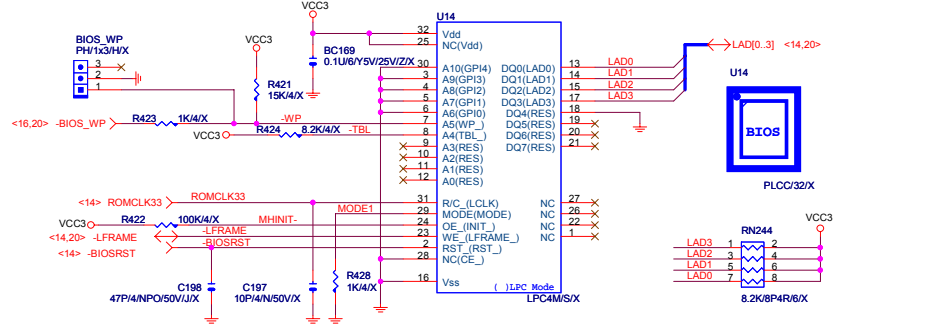 VCC3
U14
BIOS_WP
PH/1x3/H/X
3
2
1
VCC3
R421
15K/4/X
BC169
0.1U/6/Y5V/25V/Z/X
<16,20> -BIOS_WP
R423
1K/4/X
-WP
VCC3
R424
8.2K/4/X
-TBL
32 Vdd
25 NC(Vdd)
30 A10(GPI4)
3 A9(GPI3)
4 A8(GPI2)
5 A7(GPI1)
6 A6(GPI0)
7 A5(WP_)
8 A4(TBL_)
9 A3(RES)
10 A2(RES)
11 A1(RES)
12 A0(RES)
31 R/C_(LCLK)
29 MODE(MODE)
24 OE_(INIT_)
23 WE_(LFRAME_)
2 RST_(RST_)
28 NC(CE_)
16 Vss
DQ0(LAD0) 13 LAD0
DQ1(LAD1) 14 LAD1
DQ2(LAD2) 15 LAD2
DQ3(LAD3) 17 LAD3
DQ4(RES) 18
DQ5(RES) 19
DQ6(RES) 20
DQ7(RES) 21
NC 27
NC 26
NC 22
NC 1
( )LPC Mode
LPC4M/S/X
LAD[0..3] <14,20>
U14
BIOS
PLCC/32/X
<14> ROMCLK33
ROMCLK33
MODE1
VCC3
R422
100K/4/X
MHINIT-
<14,20> -LFRAME
-LFRAME
<14> -BIOSRST
-BIOSRST
C198
47P/4/NPO/50V/J/X
C197
10P/4/N/50V/X
R428
1K/4/X
VCC3
RN244
LAD3 1 2
LAD2 3 4
LAD1 5 6
LAD0 7 8
8.2K/8P4R/6/X